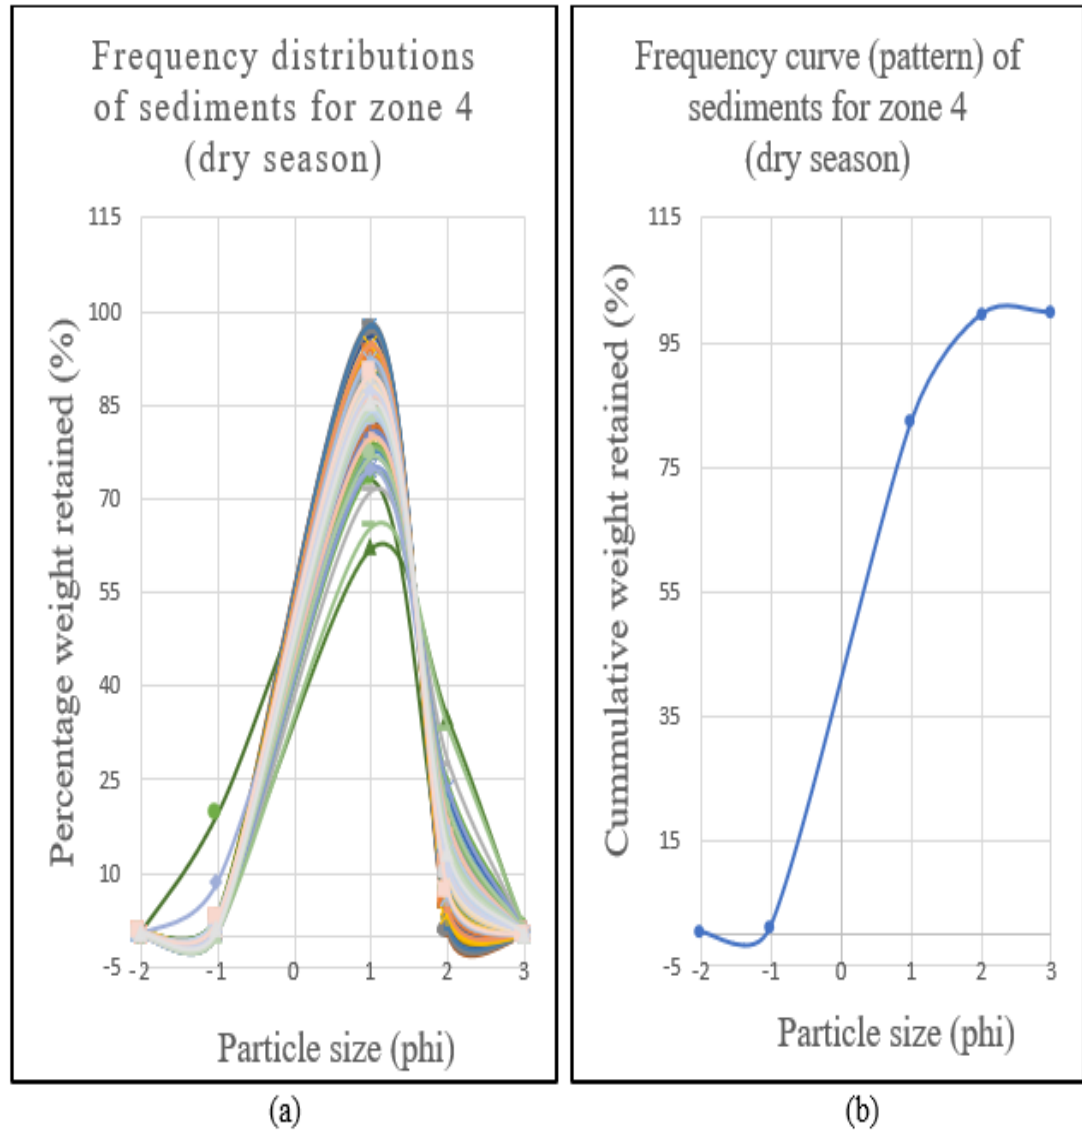 Frequency distributions
of sediments for zone 4
(dry season)
115
100
85
70
55
40
25
10
-5
-2
-1
0
1
2
3
Percentage weight retained (%)
Particle size (phi)
(a)
Frequency curve (pattern) of
sediments for zone 4
(dry season)
115
95
75
55
35
15
-5
-2
-1
0
1
2
3
Cummulative weight retained (%)
Particle size (phi)
(b)